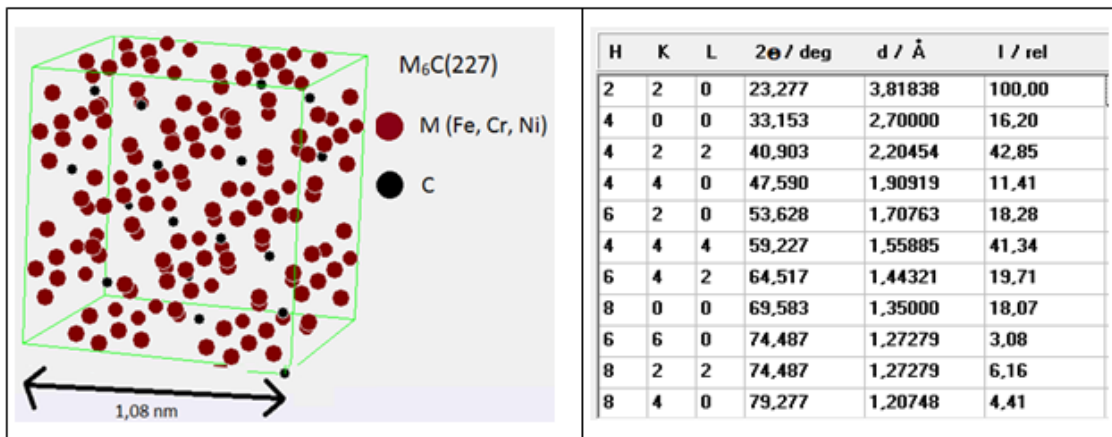 M₆C(227)
M (Fe, Cr, Ni)
C
1,08 nm
H K L 2Θ / deg d / Å I / rel
2 2 0 23,277 3,81838 100,00
4 0 0 33,153 2,70000 16,20
4 2 2 40,903 2,20454 42,85
4 4 0 47,590 1,90919 11,41
6 2 0 53,628 1,70763 18,28
4 4 4 59,227 1,55885 41,34
6 4 2 64,517 1,44321 19,71
8 0 0 69,583 1,35000 18,07
6 6 0 74,487 1,27279 3,08
8 2 2 74,487 1,27279 6,16
8 4 0 79,277 1,20748 4,41